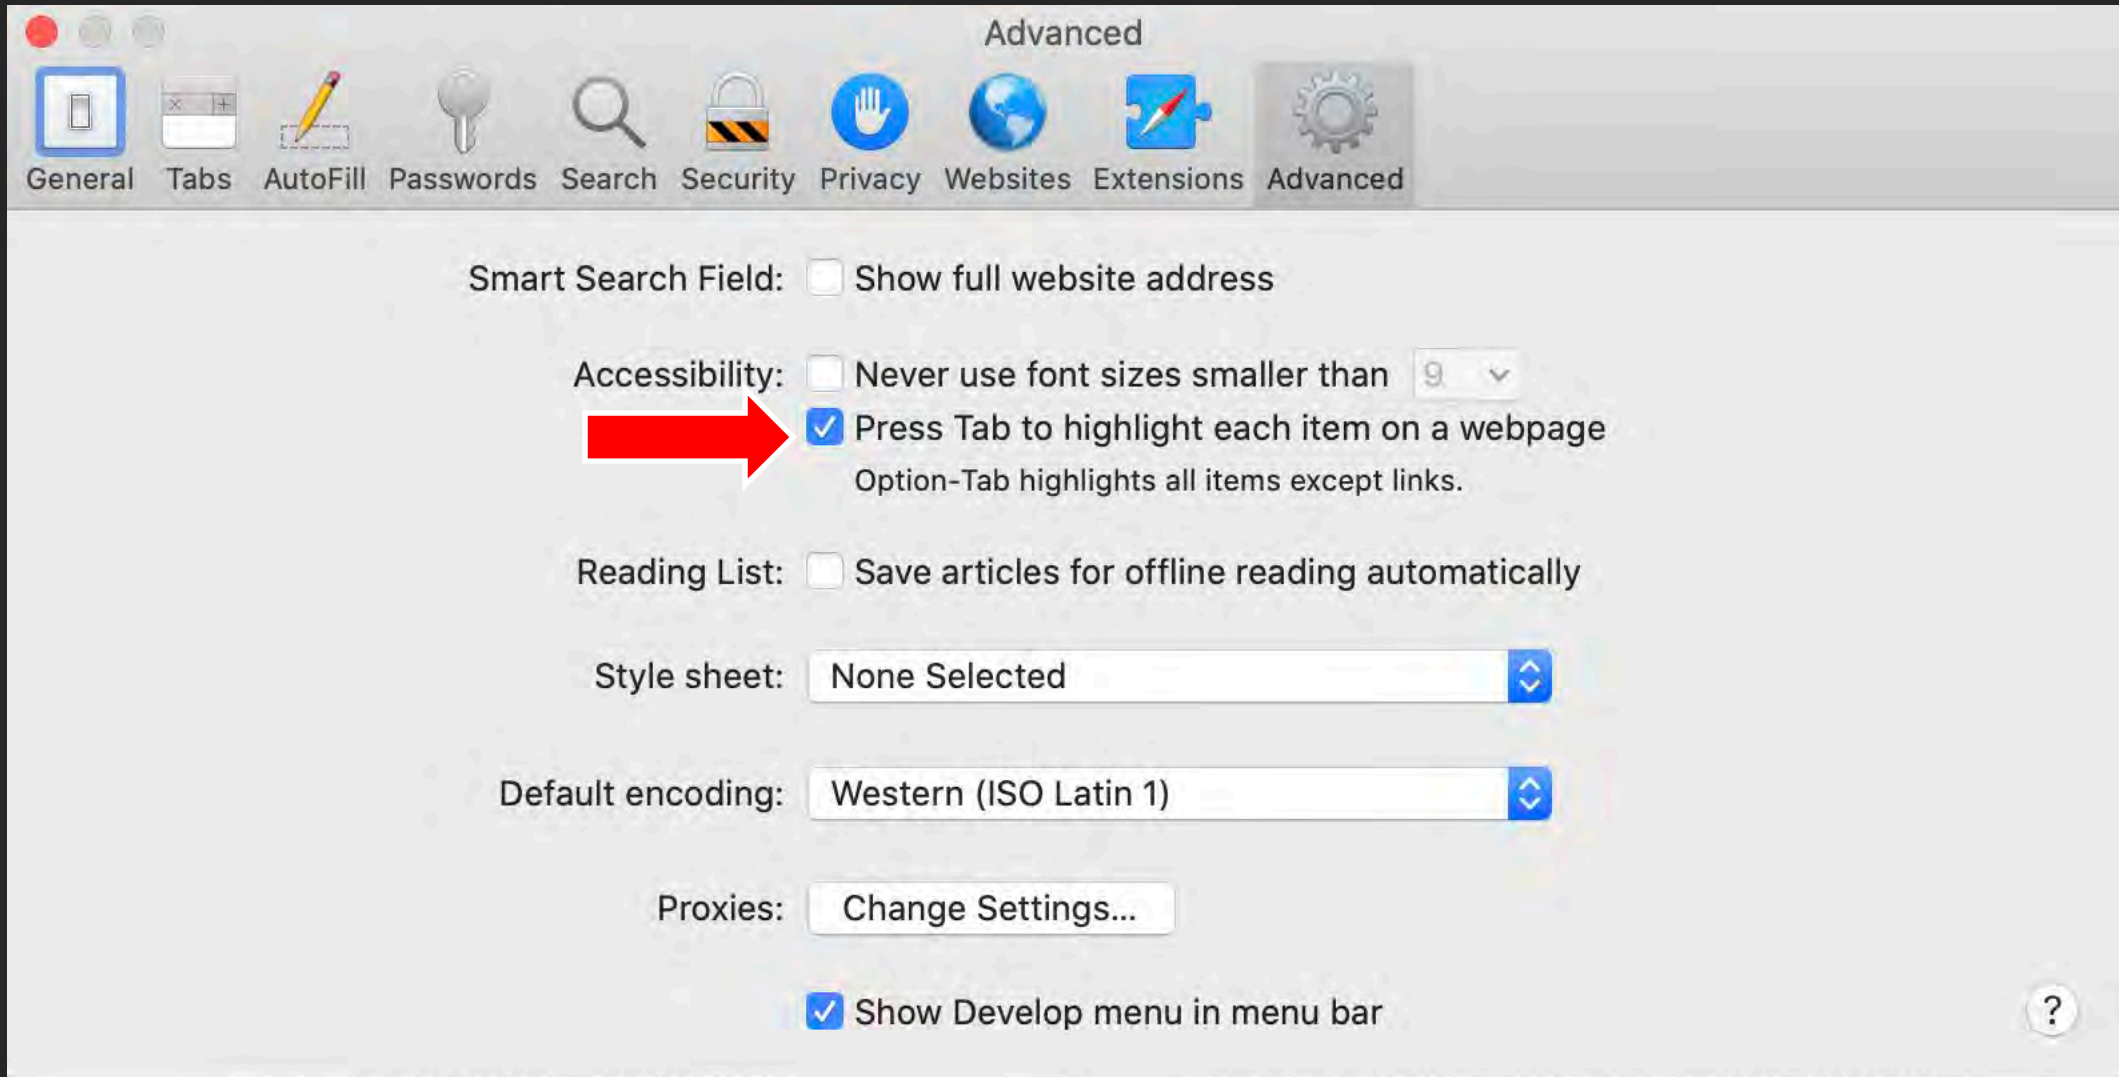 Advanced
General Tabs AutoFill Passwords Search Security Privacy Websites Extensions Advanced
Smart Search Field: Show full website address
Accessibility: Never use font sizes smaller than 9
Press Tab to highlight each item on a webpage
Option-Tab highlights all items except links.
Reading List: Save articles for offline reading automatically
Style sheet: None Selected
Default encoding: Western (ISO Latin 1)
Proxies: Change Settings...
Show Develop menu in menu bar
?